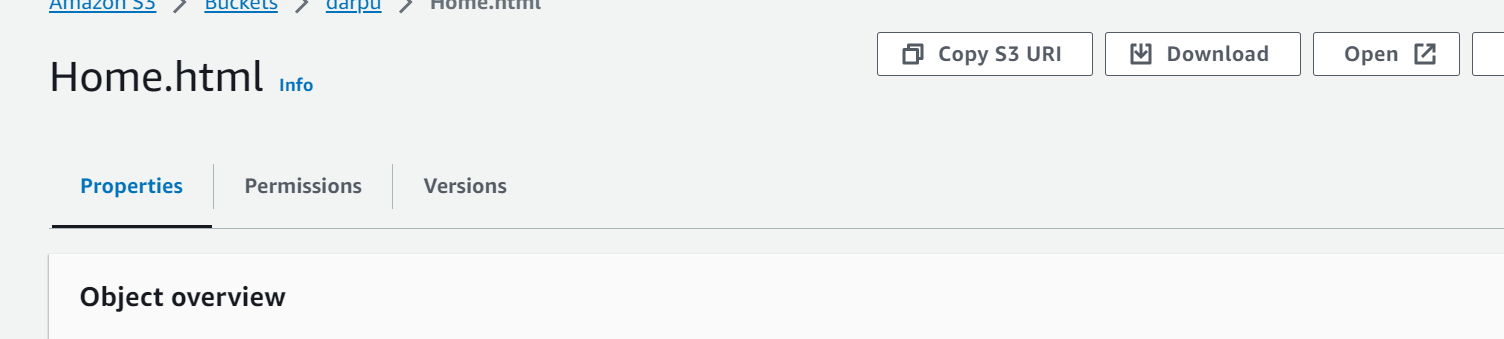 Amazon S3 > Buckets > darpu > Home.html
Copy S3 URI Download Open
Home.html Info
Properties Permissions Versions
Object overview